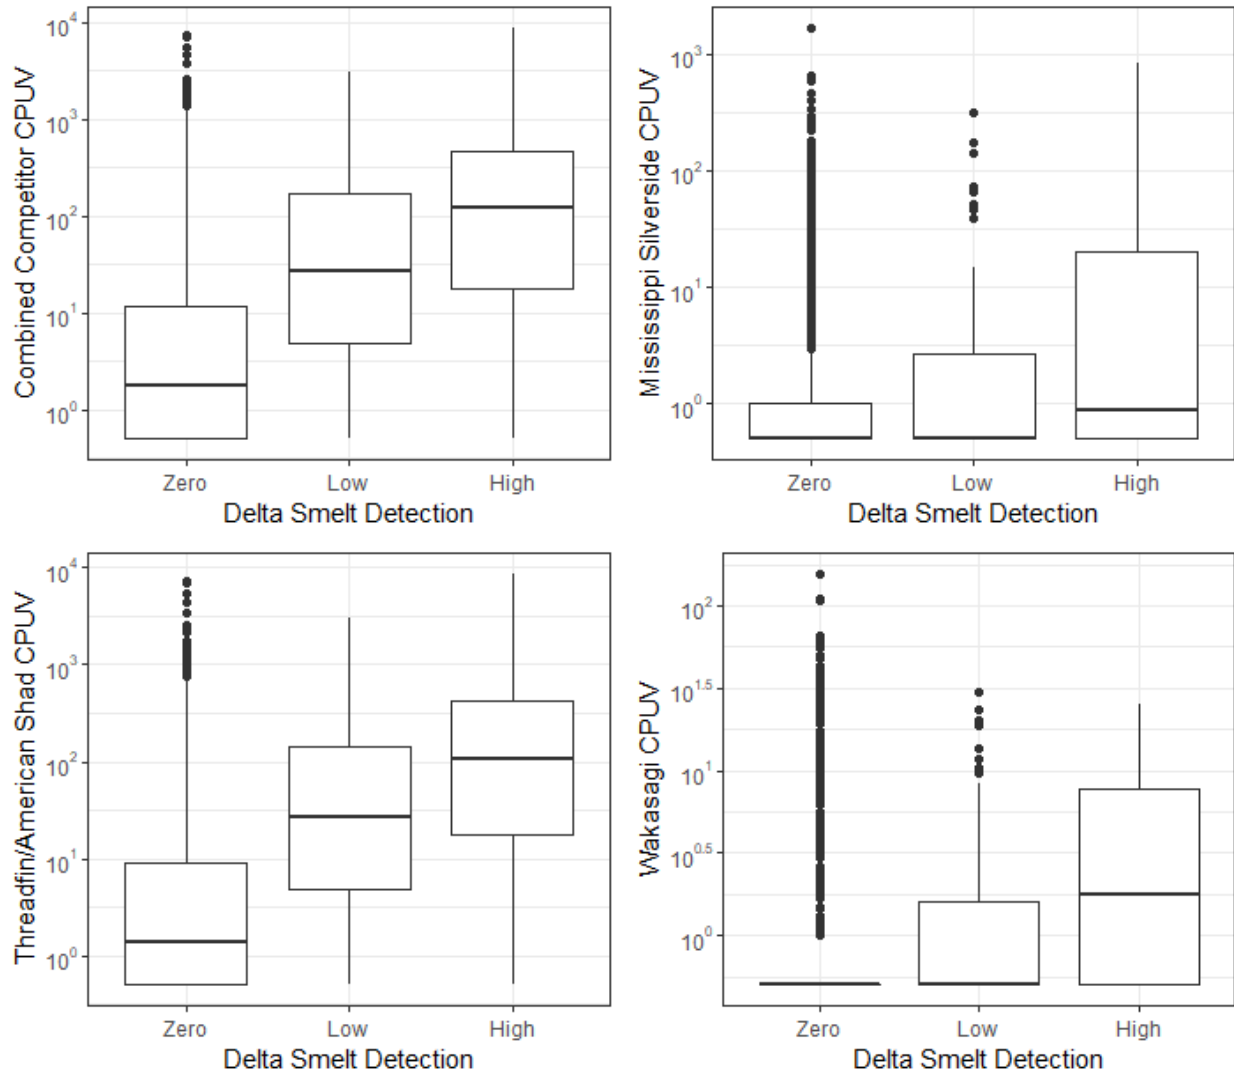 Combined Competitor CPUV
10^4
10^3
10^2
10^1
10^0
Zero Low High
Delta Smelt Detection
Mississippi Silverside CPUV
10^3
10^2
10^1
10^0
Zero Low High
Delta Smelt Detection
Threadfin/American Shad CPUV
10^4
10^3
10^2
10^1
10^0
Zero Low High
Delta Smelt Detection
Wakasagi CPUV
10^2
10^1.5
10^1
10^0.5
10^0
Zero Low High
Delta Smelt Detection